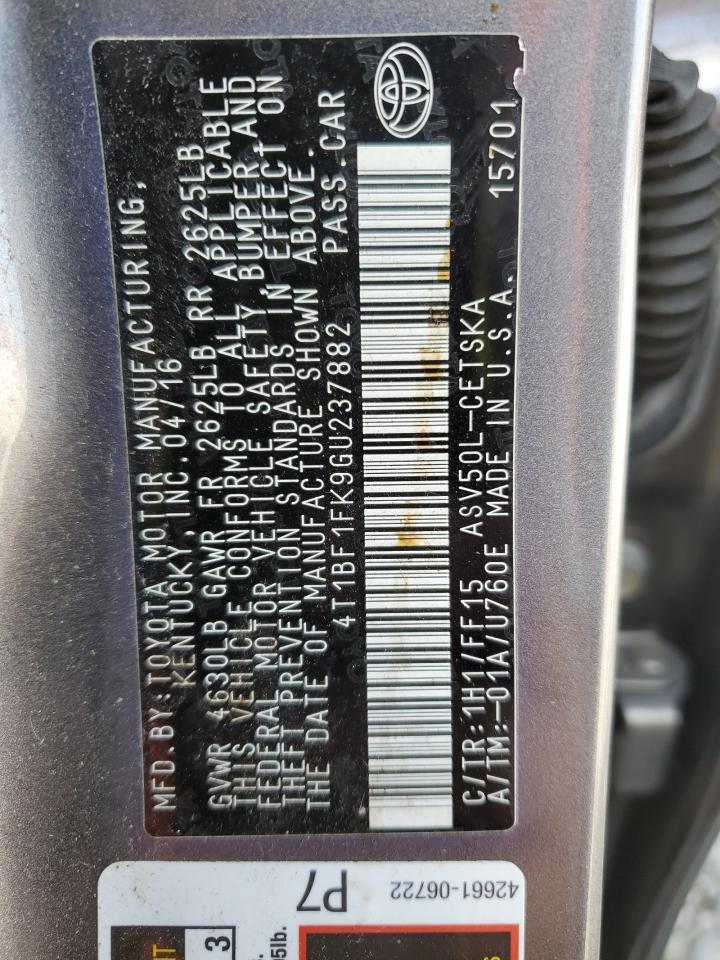 MFD.BY:TOYOTA MOTOR MANUFACTURING,
KENTUCKY, INC. 04/16
GVWR 4630LB GAWR FR 2625LB RR 2625LB
THIS VEHICLE CONFORMS TO ALL APPLICABLE
FEDERAL MOTOR VEHICLE SAFETY BUMPER, AND
THEFT PREVENTION STANDARDS IN EFFECT ON
THE DATE OF MANUFACTURE SHOWN ABOVE.
4T1BF1FK9GU237882 PASS.CAR
C/TR:1H1/FF15 ASV50L-CETSKA
A/TM:-01A/U760E MADE IN U.S.A. 15701
P7
42661-06722
3